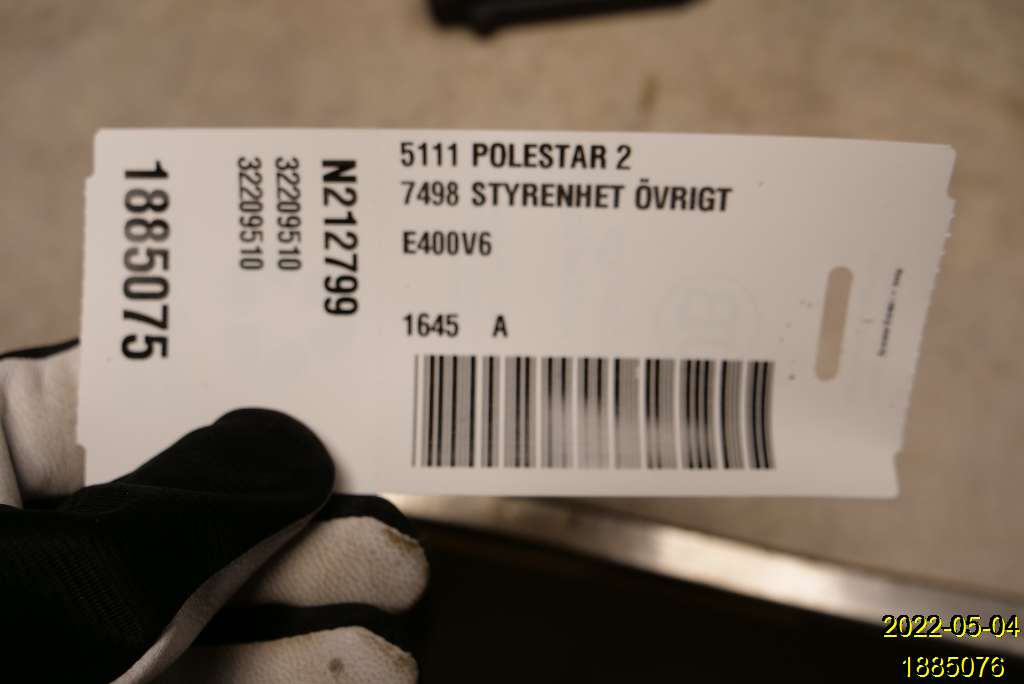 5111 POLESTAR 2
7498 STYRENHET ÖVRIGT
E400V6
1645 A
N212799
32209510
32209510
1885075
2022-05-04
1885076